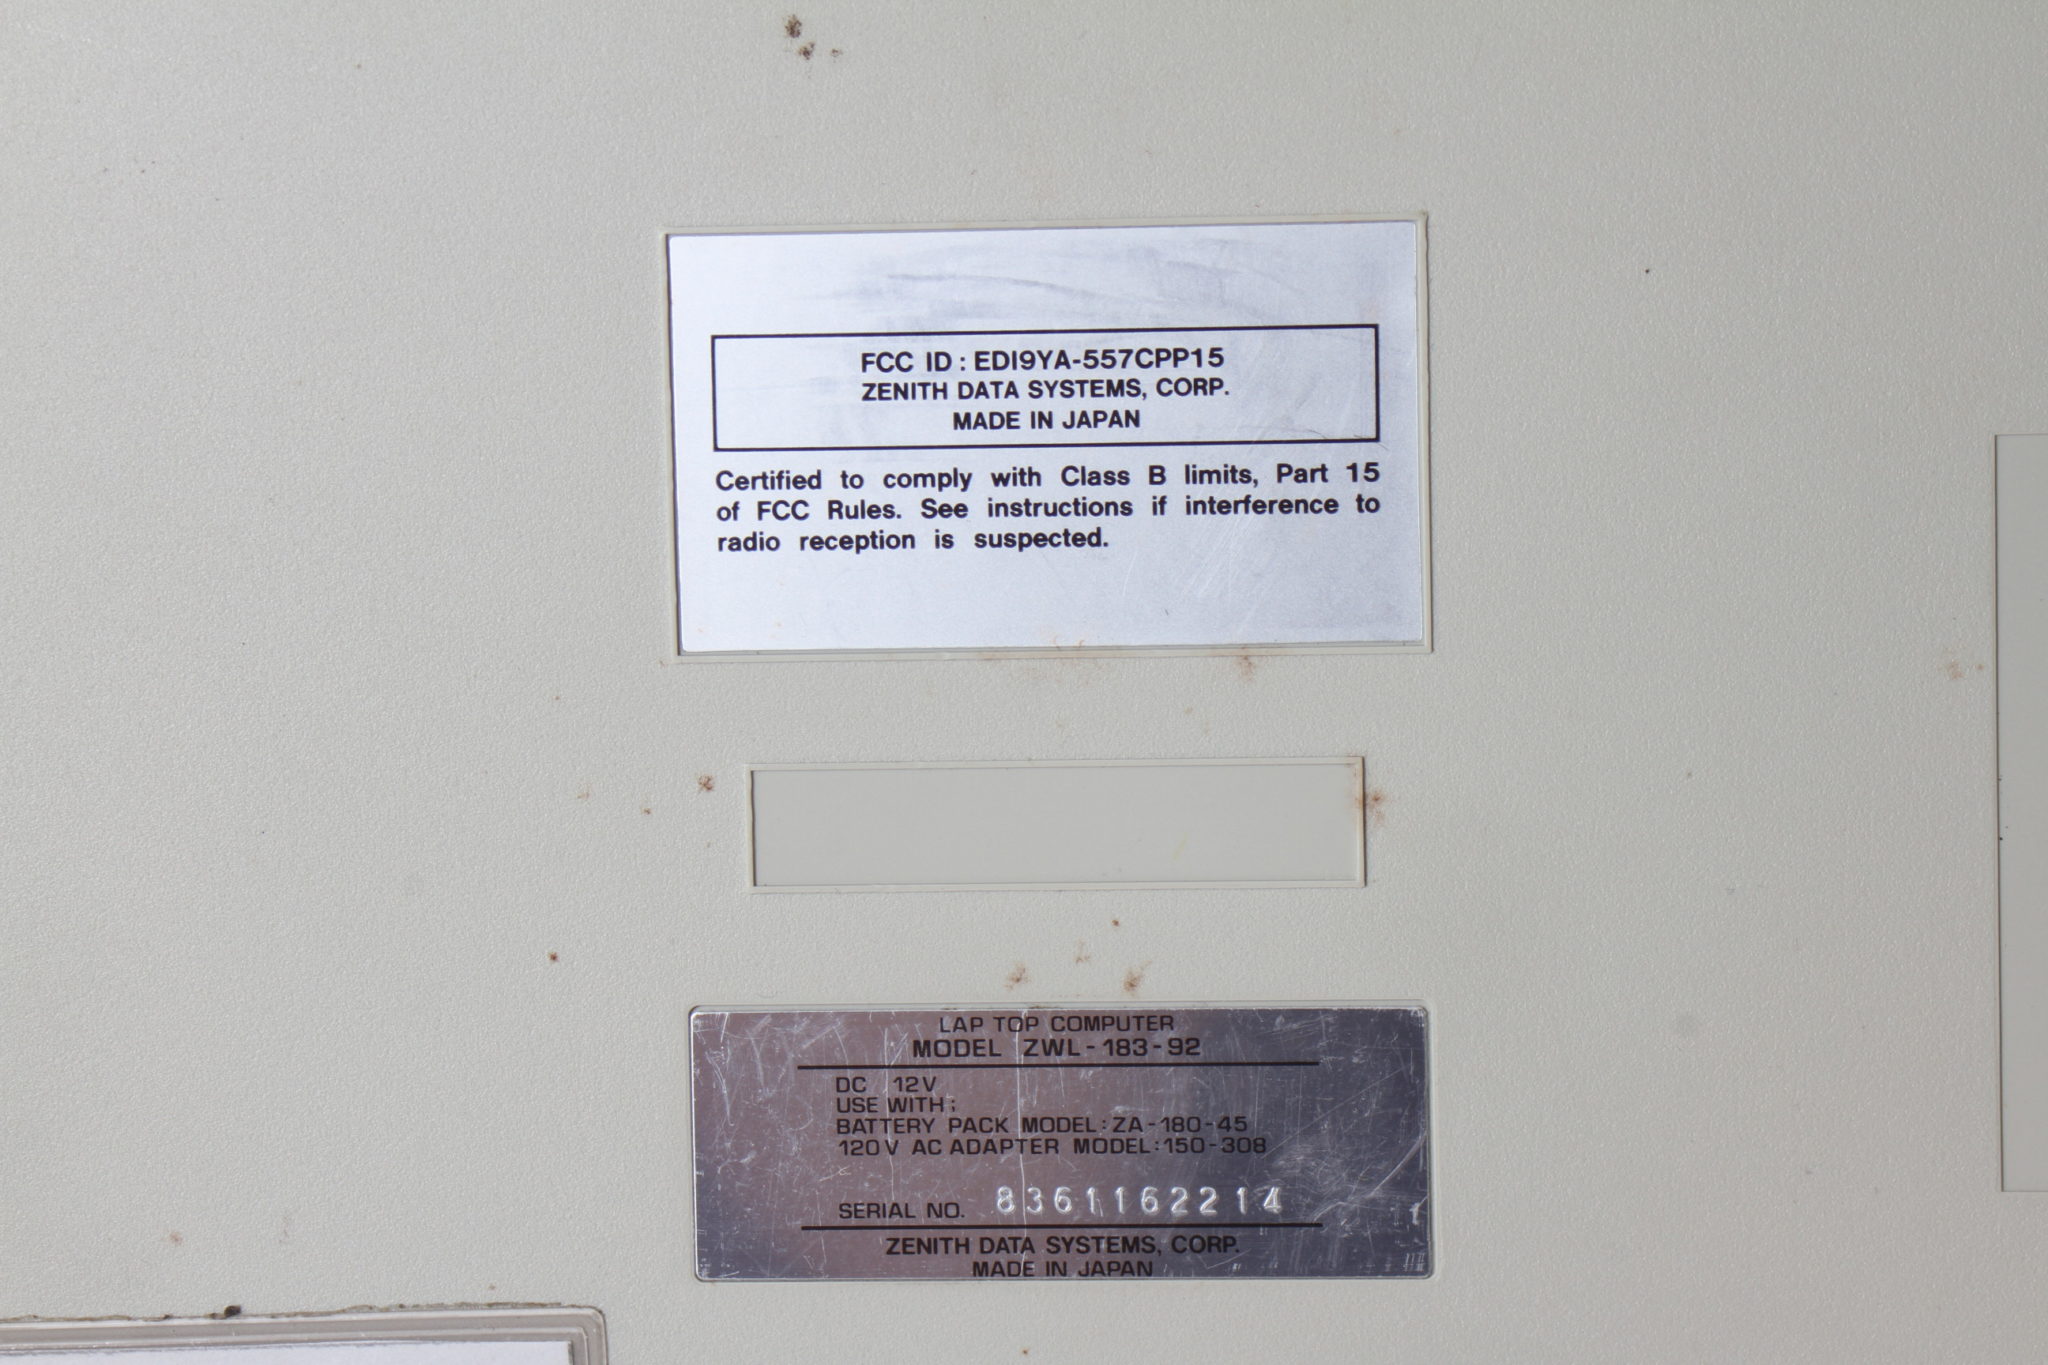 FCC ID : EDI9YA-557CPP15
ZENITH DATA SYSTEMS, CORP.
MADE IN JAPAN
Certified to comply with Class B limits, Part 15
of FCC Rules. See instructions if interference to
radio reception is suspected.
LAP TOP COMPUTER
MODEL ZWL-183-92
DC 12V
USE WITH;
BATTERY PACK MODEL:ZA-180-45
120V AC ADAPTER MODEL:150-308
SERIAL NO. 8361162214
ZENITH DATA SYSTEMS, CORP.
MADE IN JAPAN